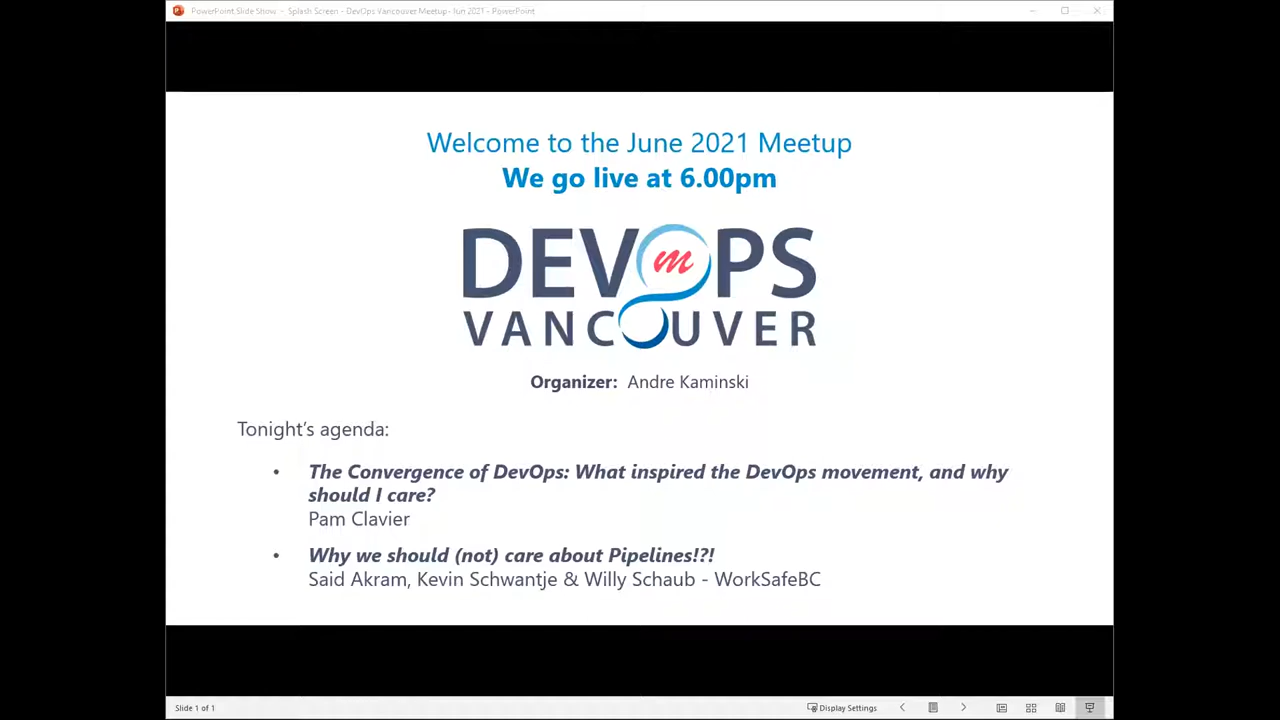 PowerPoint Slide Show - Splash Screen - DevOps Vancouver Meetup - Jun 2021 - PowerPoint
Welcome to the June 2021 Meetup
We go live at 6.00pm
DEVOPS
m
VANCOUVER
Organizer: Andre Kaminski
Tonight's agenda:
• The Convergence of DevOps: What inspired the DevOps movement, and why
should I care?
Pam Clavier
• Why we should (not) care about Pipelines!?!
Said Akram, Kevin Schwantje & Willy Schaub - WorkSafeBC
Slide 1 of 1
Display Settings